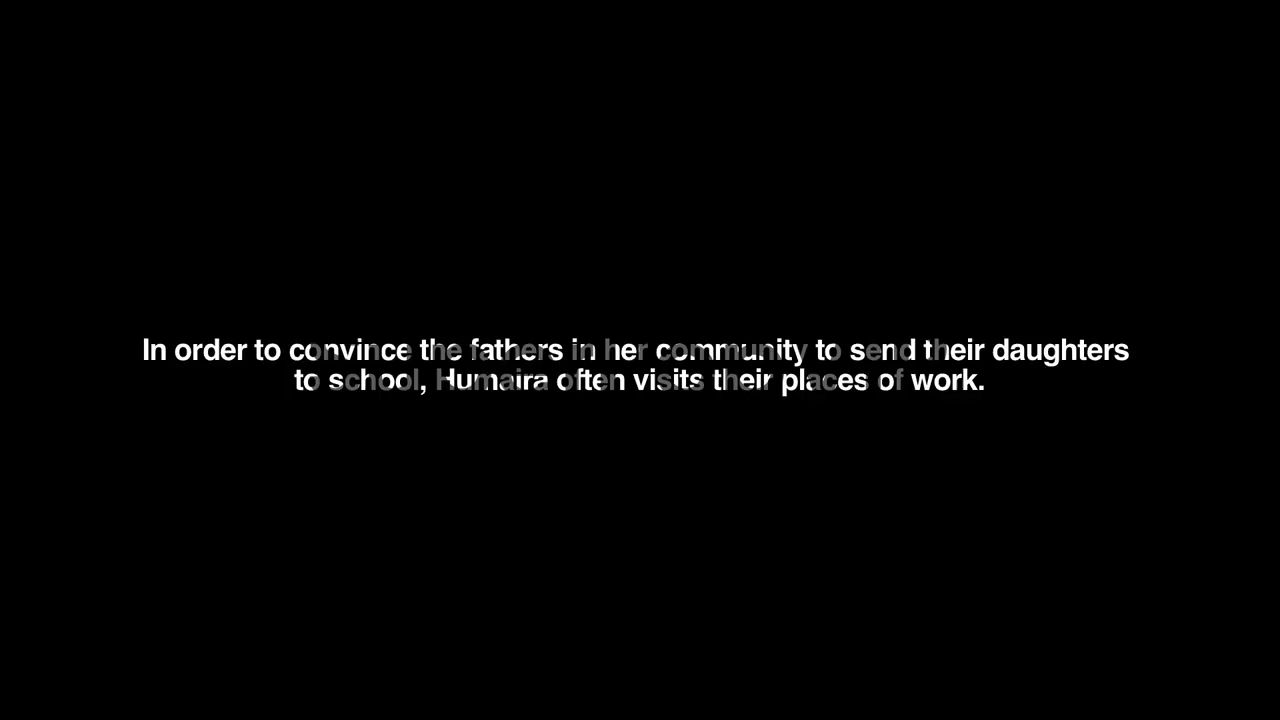 In order to convince the fathers in her community to send their daughters
to school, Humaira often visits their places of work.